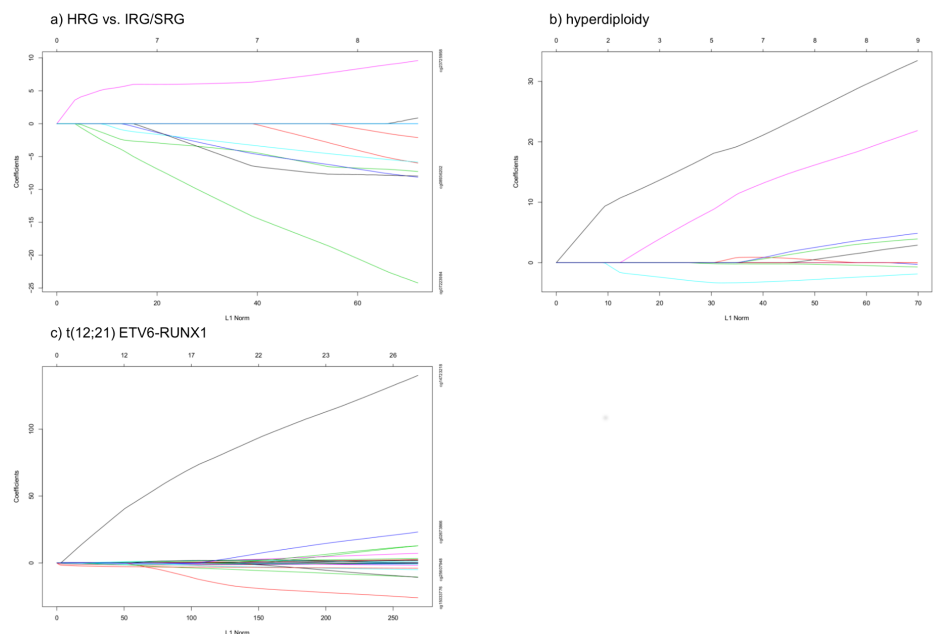 a) HRG vs. IRG/SRG
0 7 7 8
10
5
0
−5
−10
−15
−20
−25
Coefficients
0 20 40 60
L1 Norm
b) hyperdiploidy
0 2 3 5 7 8 8 9
30
20
10
0
Coefficients
0 10 20 30 40 50 60 70
L1 Norm
c) t(12;21) ETV6-RUNX1
0 12 17 22 23 26
100
50
0
Coefficients
0 50 100 150 200 250
L1 Norm